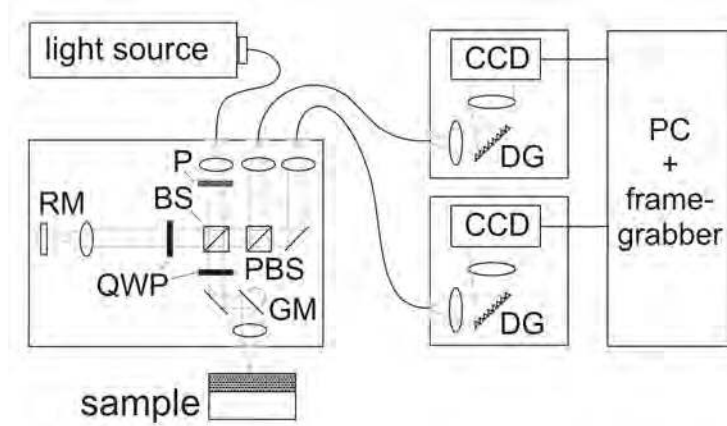 light source
CCD
DG
PC
+
frame-
grabber
P
BS
RM
QWP
PBS
GM
CCD
DG
sample